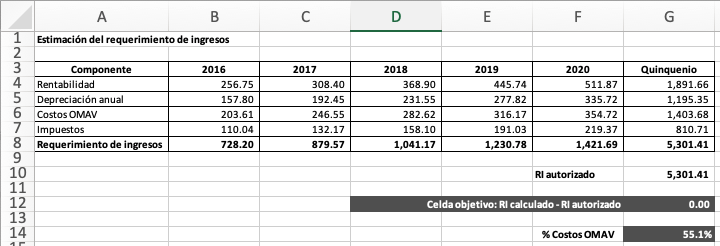 A B C D E F G
1 Estimación del requerimiento de ingresos
2
3 Componente 2016 2017 2018 2019 2020 Quinquenio
4 Rentabilidad 256.75 308.40 368.90 445.74 511.87 1,891.66
5 Depreciación anual 157.80 192.45 231.55 277.82 335.72 1,195.35
6 Costos OMAV 203.61 246.55 282.62 316.17 354.72 1,403.68
7 Impuestos 110.04 132.17 158.10 191.03 219.37 810.71
8 Requerimiento de ingresos 728.20 879.57 1,041.17 1,230.78 1,421.69 5,301.41
9
10 RI autorizado 5,301.41
11
12 Celda objetivo: RI calculado - RI autorizado 0.00
13
14 % Costos OMAV 55.1%